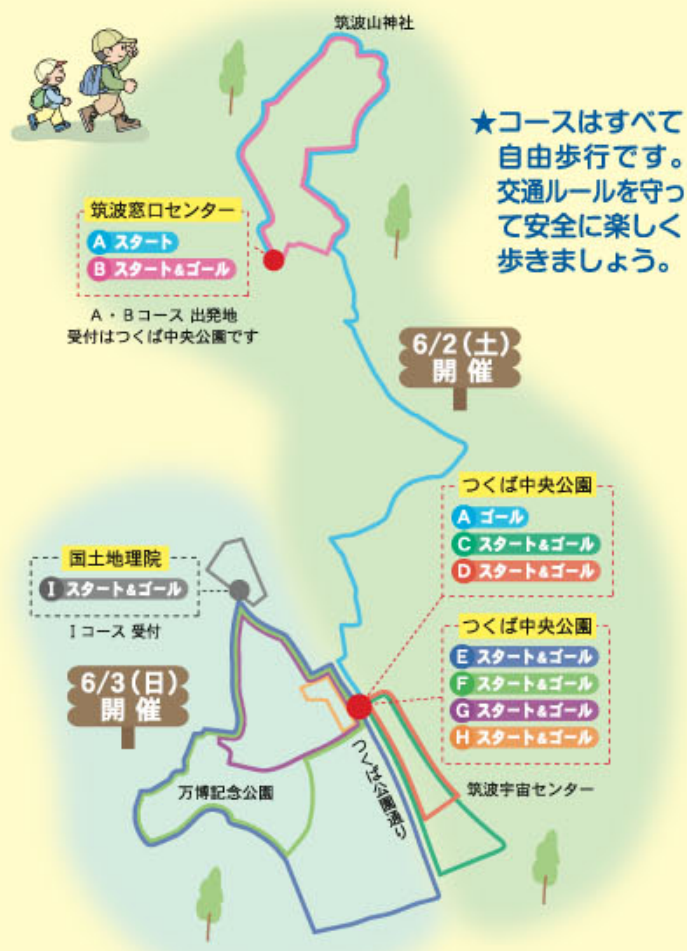 筑波山神社
★コースはすべて
自由歩行です。
交通ルールを守っ
て安全に楽しく
歩きましょう。
筑波窓口センター
A スタート
B スタート&ゴール
A・Bコース 出発地
受付はつくば中央公園です
6/2(土)
開催
つくば中央公園
A ゴール
C スタート&ゴール
D スタート&ゴール
国土地理院
I スタート&ゴール
Iコース 受付
つくば中央公園
E スタート&ゴール
F スタート&ゴール
G スタート&ゴール
H スタート&ゴール
6/3(日)
開催
万博記念公園
つくば公園通り
筑波宇宙センター